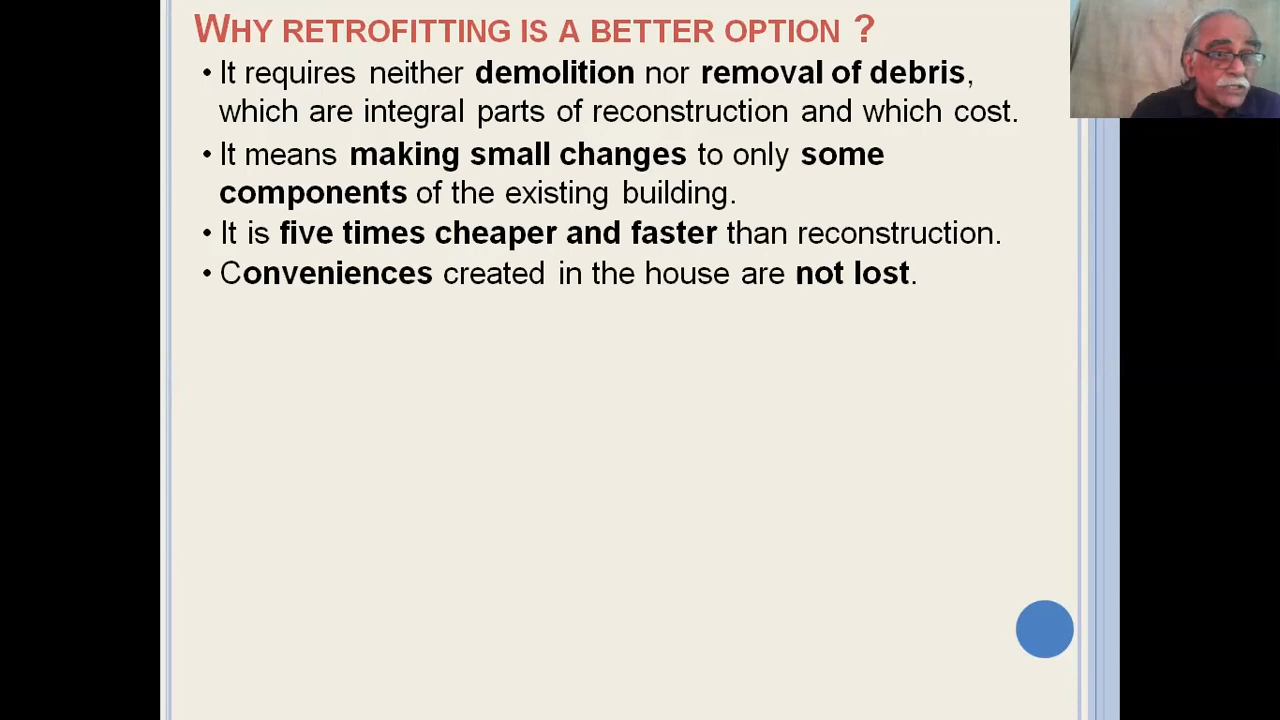 WHY RETROFITTING IS A BETTER OPTION ?
• It requires neither demolition nor removal of debris,
which are integral parts of reconstruction and which cost.
• It means making small changes to only some
components of the existing building.
• It is five times cheaper and faster than reconstruction.
• Conveniences created in the house are not lost.